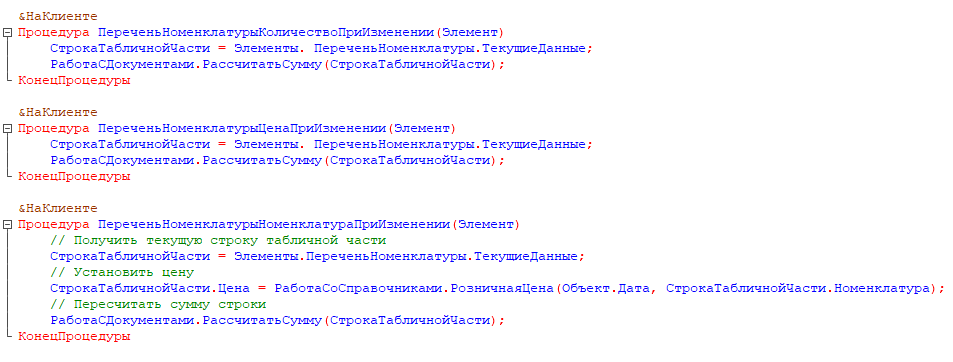 &НаКлиенте
Процедура ПереченьНоменклатурыКоличествоПриИзменении(Элемент)
СтрокаТабличнойЧасти = Элементы. ПереченьНоменклатуры.ТекущиеДанные;
РаботаСДокументами.РассчитатьСумму(СтрокаТабличнойЧасти);
КонецПроцедуры
&НаКлиенте
Процедура ПереченьНоменклатурыЦенаПриИзменении(Элемент)
СтрокаТабличнойЧасти = Элементы. ПереченьНоменклатуры.ТекущиеДанные;
РаботаСДокументами.РассчитатьСумму(СтрокаТабличнойЧасти);
КонецПроцедуры
&НаКлиенте
Процедура ПереченьНоменклатурыНоменклатураПриИзменении(Элемент)
// Получить текущую строку табличной части
СтрокаТабличнойЧасти = Элементы.ПереченьНоменклатуры.ТекущиеДанные;
// Установить цену
СтрокаТабличнойЧасти.Цена = РаботаСоСправочниками.РозничнаяЦена(Объект.Дата, СтрокаТабличнойЧасти.Номенклатура);
// Пересчитать сумму строки
РаботаСДокументами.РассчитатьСумму(СтрокаТабличнойЧасти);
КонецПроцедуры